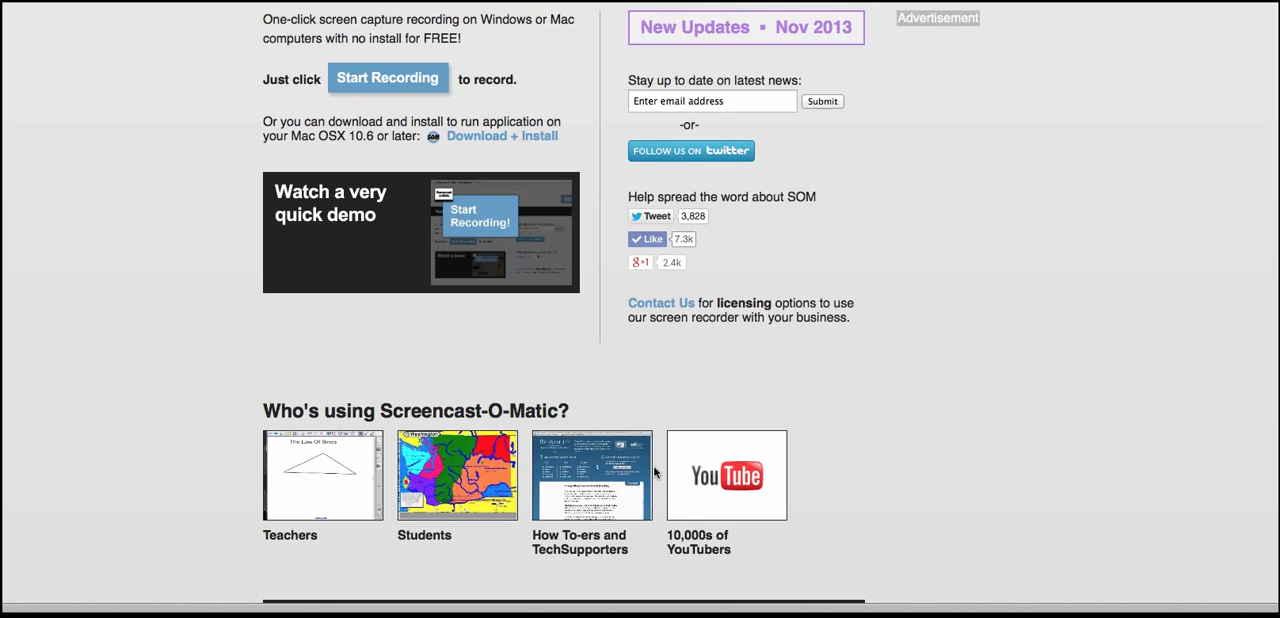 One-click screen capture recording on Windows or Mac
computers with no install for FREE!
Just click Start Recording to record.
Or you can download and install to run application on
your Mac OSX 10.6 or later: SOM Download + Install
Watch a very
quick demo
Start
Recording!
New Updates ▪ Nov 2013
Stay up to date on latest news:
Enter email address Submit
-or-
FOLLOW US ON twitter
Help spread the word about SOM
Tweet 3,828
Like 7.3k
g+1 2.4k
Contact Us for licensing options to use
our screen recorder with your business.
Advertisement
Who's using Screencast-O-Matic?
The Law Of Sines
Washington
YouTube
Teachers
Students
How To-ers and
TechSupporters
10,000s of
YouTubers